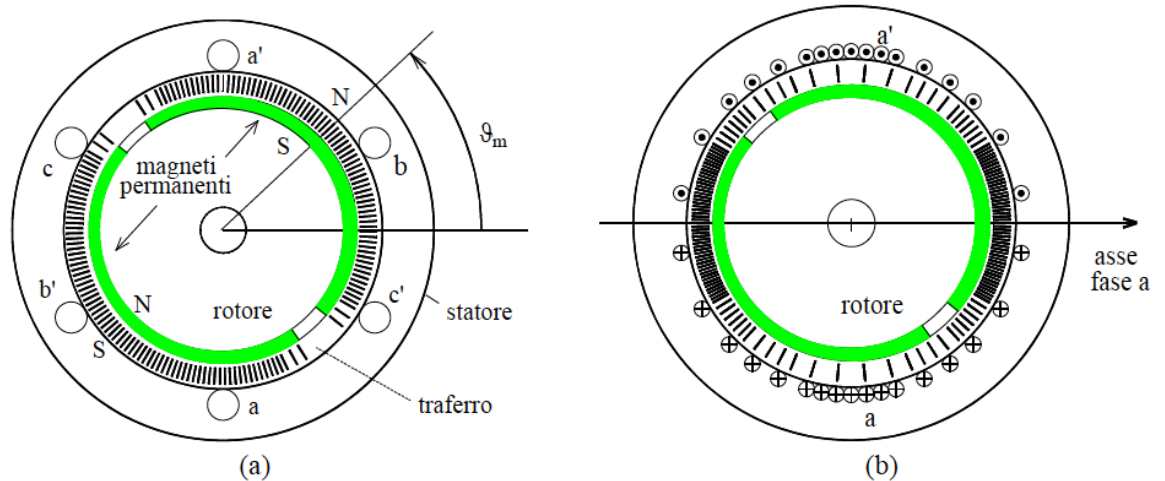 a'
N
ϑm
S
c
b
magneti
permanenti
b'
N
rotore
c'
statore
S
a
traferro
(a)
a'
asse
fase a
rotore
a
(b)